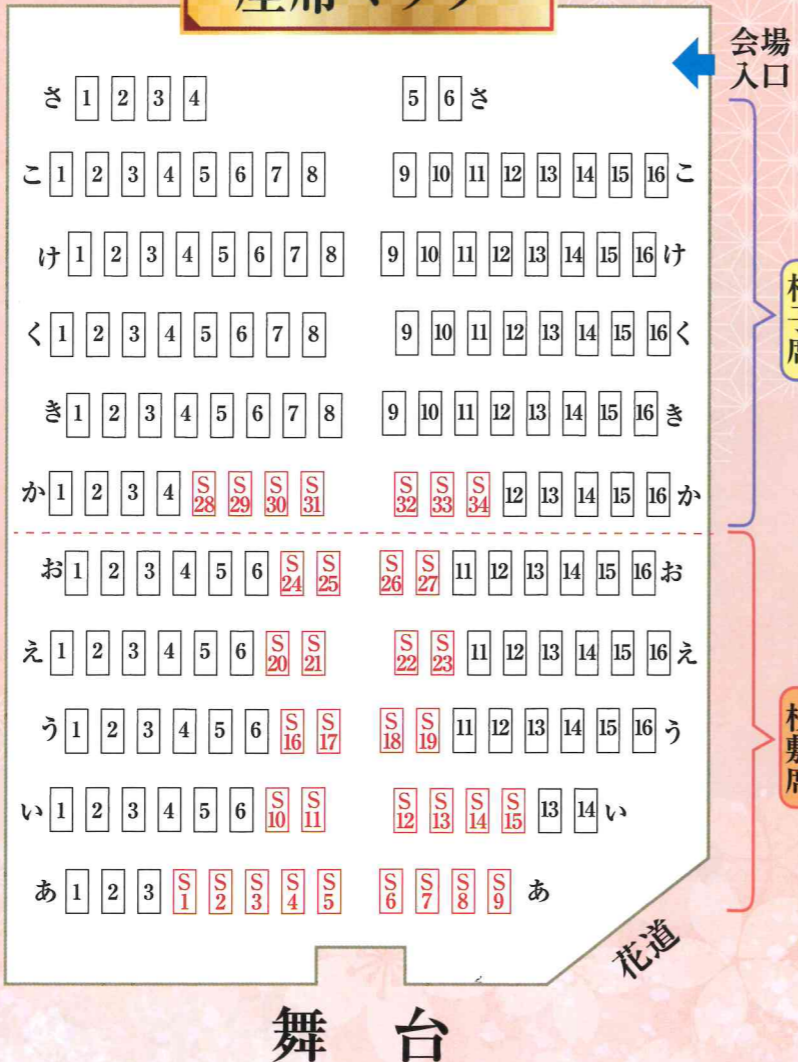 座席マップ
会場
入口
さ 1 2 3 4 5 6 さ
こ 1 2 3 4 5 6 7 8 9 10 11 12 13 14 15 16 こ
け 1 2 3 4 5 6 7 8 9 10 11 12 13 14 15 16 け
く 1 2 3 4 5 6 7 8 9 10 11 12 13 14 15 16 く
き 1 2 3 4 5 6 7 8 9 10 11 12 13 14 15 16 き
か 1 2 3 4 S28 S29 S30 S31 S32 S33 S34 12 13 14 15 16 か
お 1 2 3 4 5 6 S24 S25 S26 S27 11 12 13 14 15 16 お
え 1 2 3 4 5 6 S20 S21 S22 S23 11 12 13 14 15 16 え
う 1 2 3 4 5 6 S16 S17 S18 S19 11 12 13 14 15 16 う
い 1 2 3 4 5 6 S10 S11 S12 S13 S14 S15 13 14 い
あ 1 2 3 S1 S2 S3 S4 S5 S6 S7 S8 S9 あ
花道
舞台